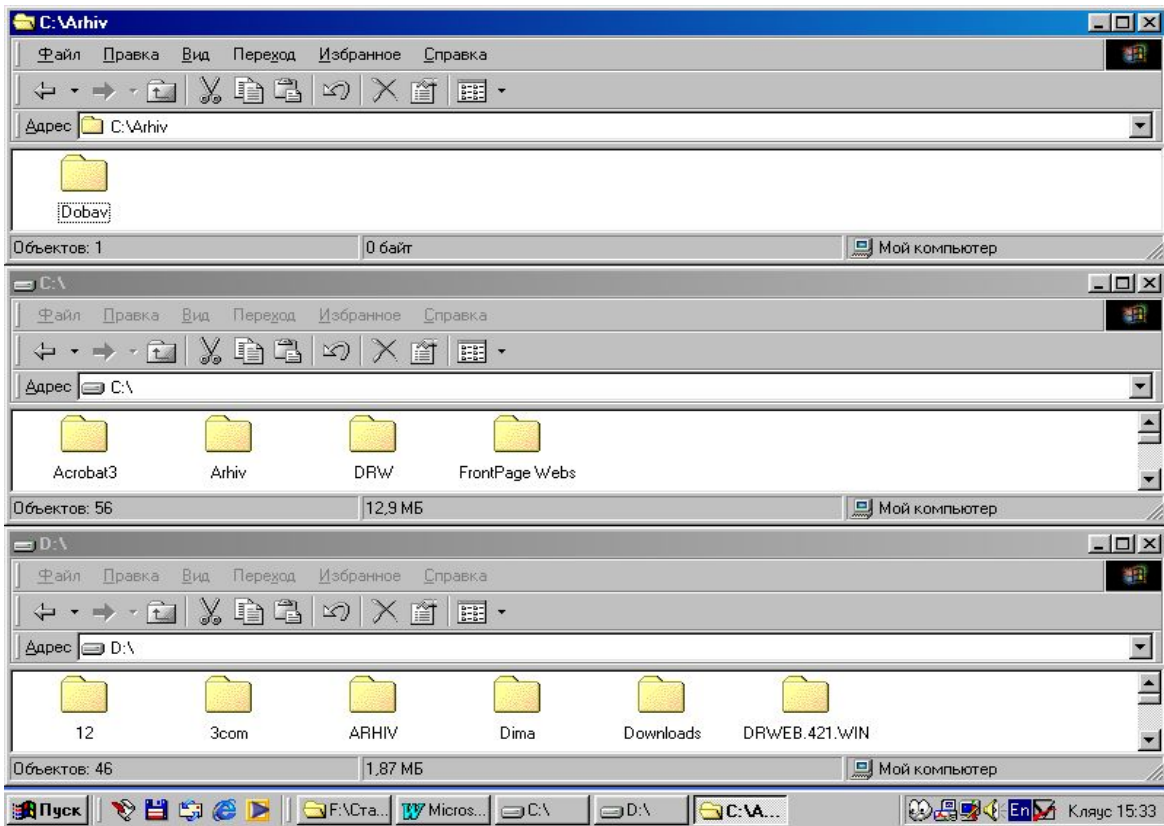 C:\Arhiv
Файл Правка Вид Переход Избранное Справка
Адрес C:\Arhiv
Dobav
Объектов: 1 0 байт Мой компьютер
C:\
Файл Правка Вид Переход Избранное Справка
Адрес C:\
Acrobat3 Arhiv DRW FrontPage Webs
Объектов: 56 12,9 МБ Мой компьютер
D:\
Файл Правка Вид Переход Избранное Справка
Адрес D:\
12 3com ARHIV Dima Downloads DRWEB.421.WIN
Объектов: 46 1,87 МБ Мой компьютер
Пуск F:\Ста... Micros... C:\ D:\ C:\A... En Кляус 15:33